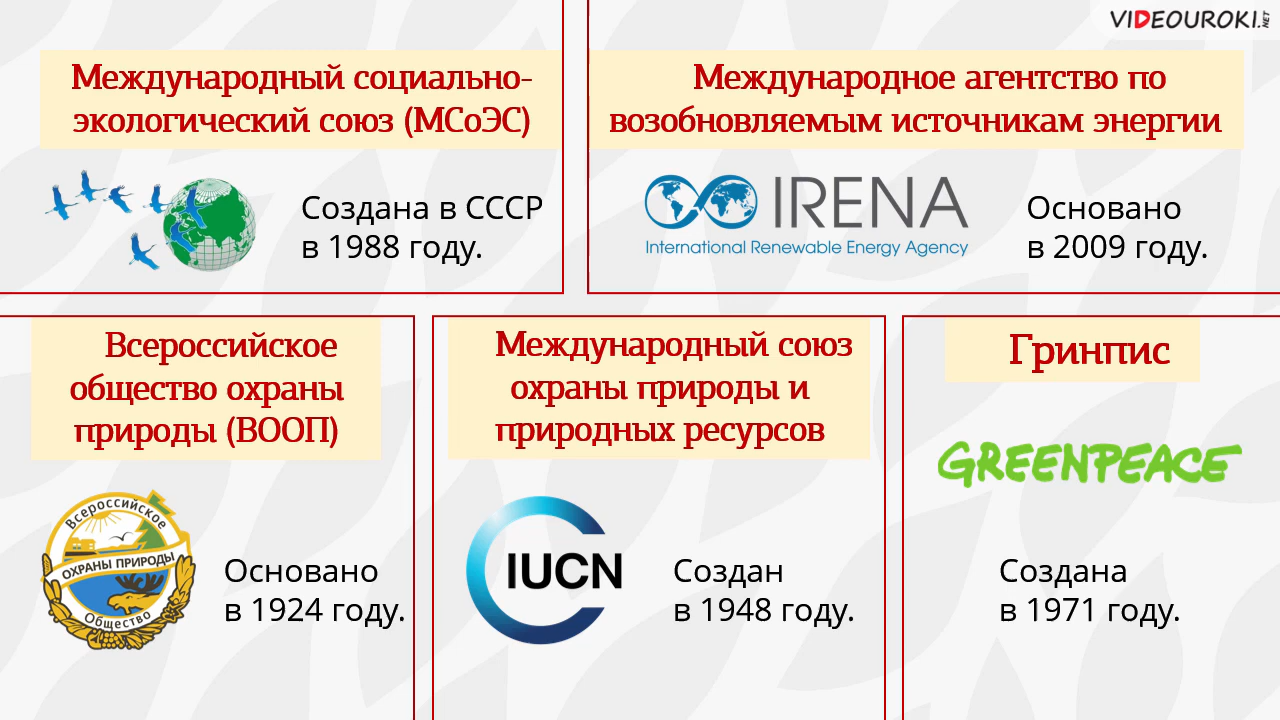 VIDEOUROKI.NET
Международный социально-
экологический союз (МСоЭС)
Создана в СССР
в 1988 году.
Международное агентство по
возобновляемым источникам энергии
IRENA
International Renewable Energy Agency
Основано
в 2009 году.
Всероссийское
общество охраны
природы (ВООП)
Всероссийское
ОХРАНЫ ПРИРОДЫ
Общество
Основано
в 1924 году.
Международный союз
охраны природы и
природных ресурсов
IUCN
Создан
в 1948 году.
Гринпис
GREENPEACE
Создана
в 1971 году.